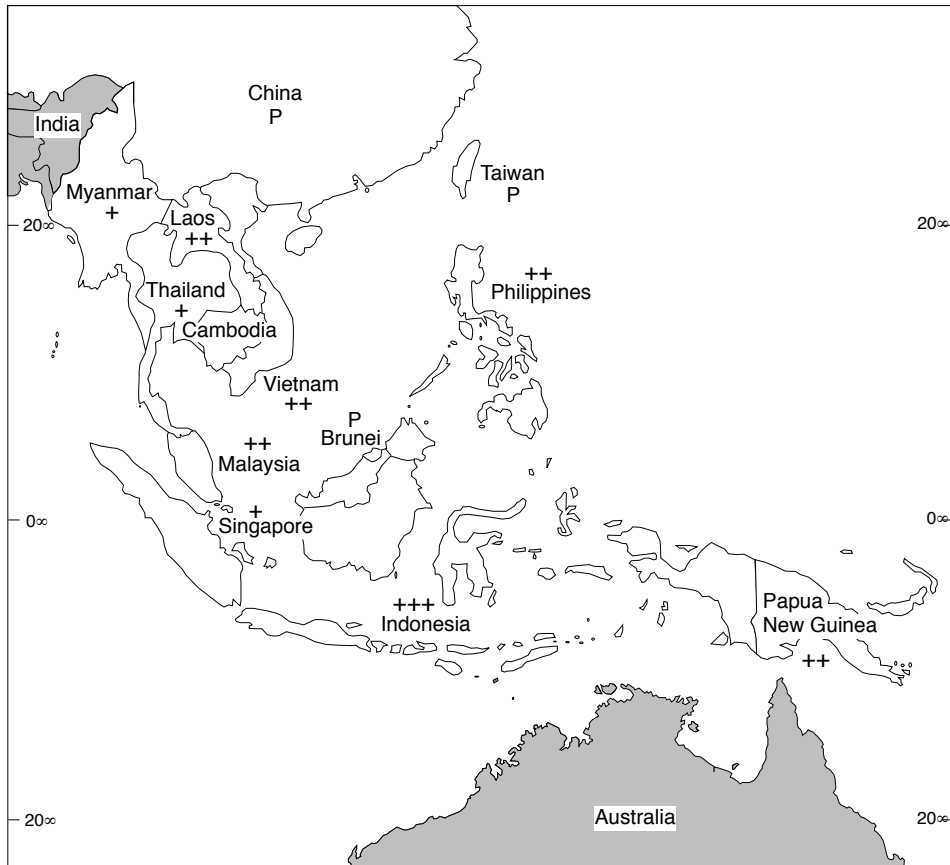 China
P
India
Taiwan
P
Myanmar
+
Laos
++
20∞
20∞
++
Philippines
Thailand
+
Cambodia
Vietnam
++
P
Brunei
++
Malaysia
+
Singapore
0∞
0∞
+++
Indonesia
Papua
New Guinea
++
Australia
20∞
20∞